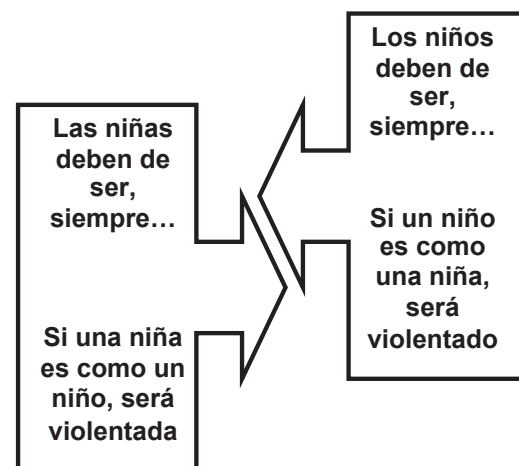 Las niñas
deben de
ser,
siempre…
Si una niña
es como un
niño, será
violentada
Los niños
deben de
ser,
siempre…
Si un niño
es como
una niña,
será
violentado